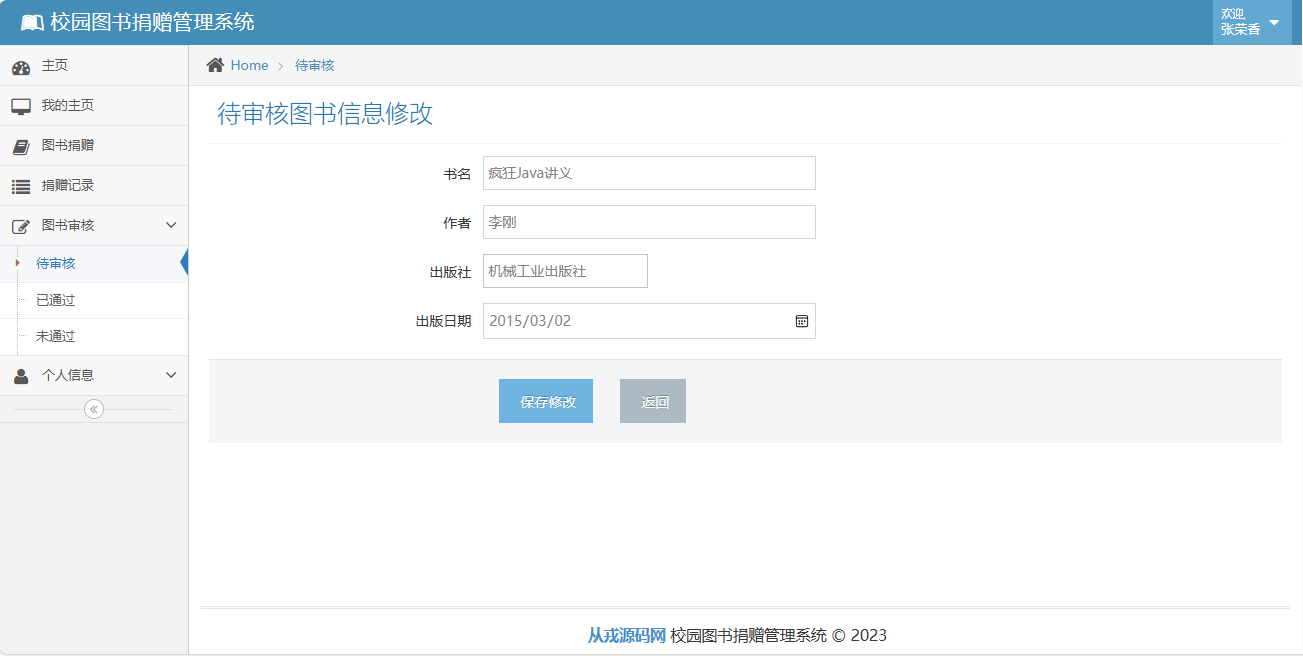 校园图书捐赠管理系统
欢迎,
张荣香
主页
我的主页
图书捐赠
捐赠记录
图书审核
待审核
已通过
未通过
个人信息
Home > 待审核
待审核图书信息修改
书名 疯狂Java讲义
作者 李刚
出版社 机械工业出版社
出版日期 2015/03/02
保存修改 返回
从戎源码网 校园图书捐赠管理系统 © 2023